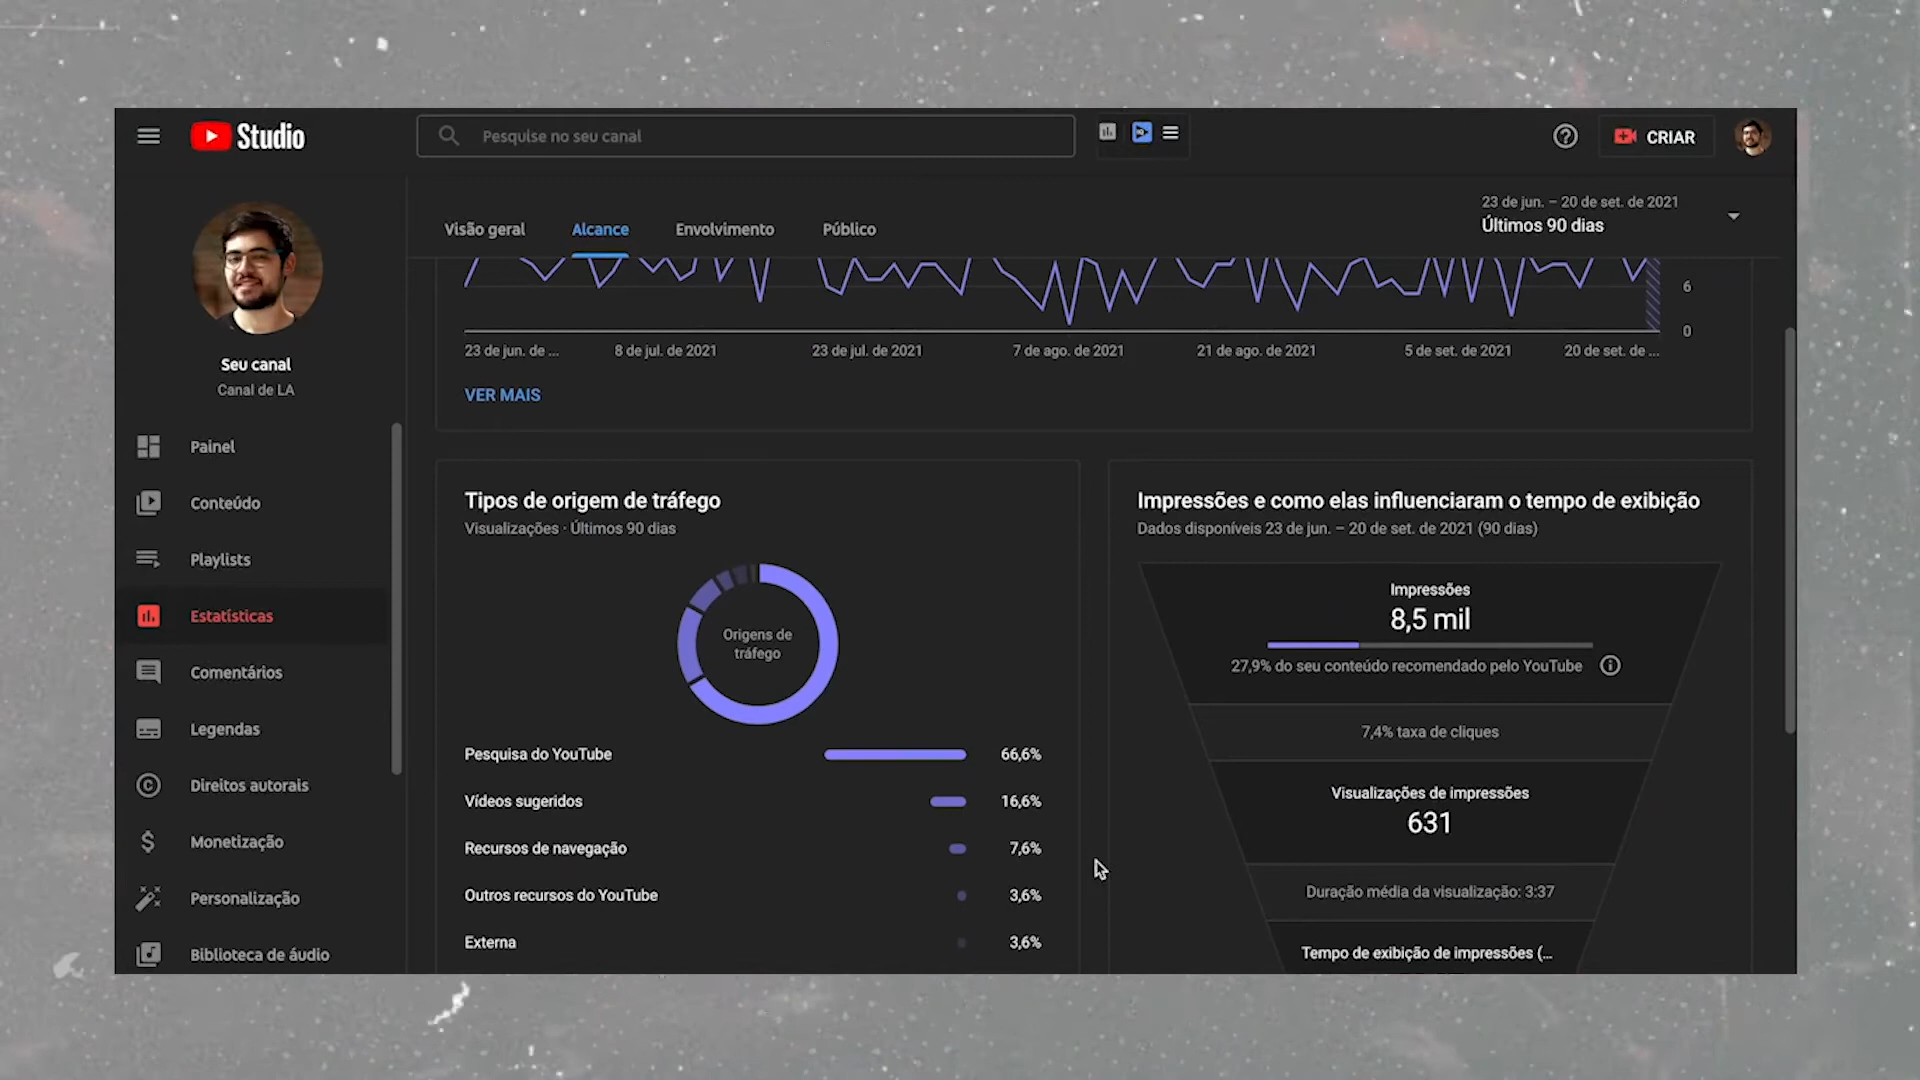 Studio
Pesquise no seu canal
CRIAR
Seu canal
Canal de LA
Painel
Conteúdo
Playlists
Estatísticas
Comentários
Legendas
Direitos autorais
Monetização
Personalização
Biblioteca de áudio
Visão geral
Alcance
Envolvimento
Público
23 de jun. – 20 de set. de 2021
Últimos 90 dias
6
0
23 de jun. de ...
8 de jul. de 2021
23 de jul. de 2021
7 de ago. de 2021
21 de ago. de 2021
5 de set. de 2021
20 de set. de ...
VER MAIS
Tipos de origem de tráfego
Visualizações · Últimos 90 dias
Origens de
tráfego
Pesquisa do YouTube 66,6%
Vídeos sugeridos 16,6%
Recursos de navegação 7,6%
Outros recursos do YouTube 3,6%
Externa 3,6%
Impressões e como elas influenciaram o tempo de exibição
Dados disponíveis 23 de jun. – 20 de set. de 2021 (90 dias)
Impressões
8,5 mil
27,9% do seu conteúdo recomendado pelo YouTube
7,4% taxa de cliques
Visualizações de impressões
631
Duração média da visualização: 3:37
Tempo de exibição de impressões (...